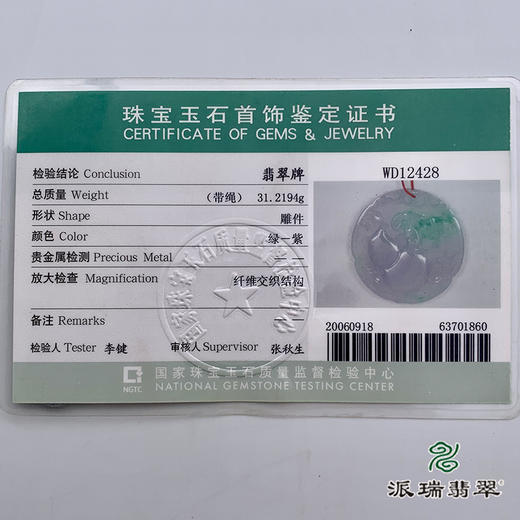 珠宝玉石首饰鉴定证书
CERTIFICATE OF GEMS & JEWELRY
检验结论 Conclusion 翡翠牌
总质量 Weight (带绳) 31.2194g
形状 Shape 雕件
颜色 Color 绿—紫
贵金属检测 Precious Metal —
放大检查 Magnification 纤维交织结构
备注 Remarks —
检验人 Tester 李健 审核人 Supervisor 张秋生
WD12428
20060918 63701860
NGTC
国家珠宝玉石质量监督检验中心
NATIONAL GEMSTONE TESTING CENTER
派瑞翡翠